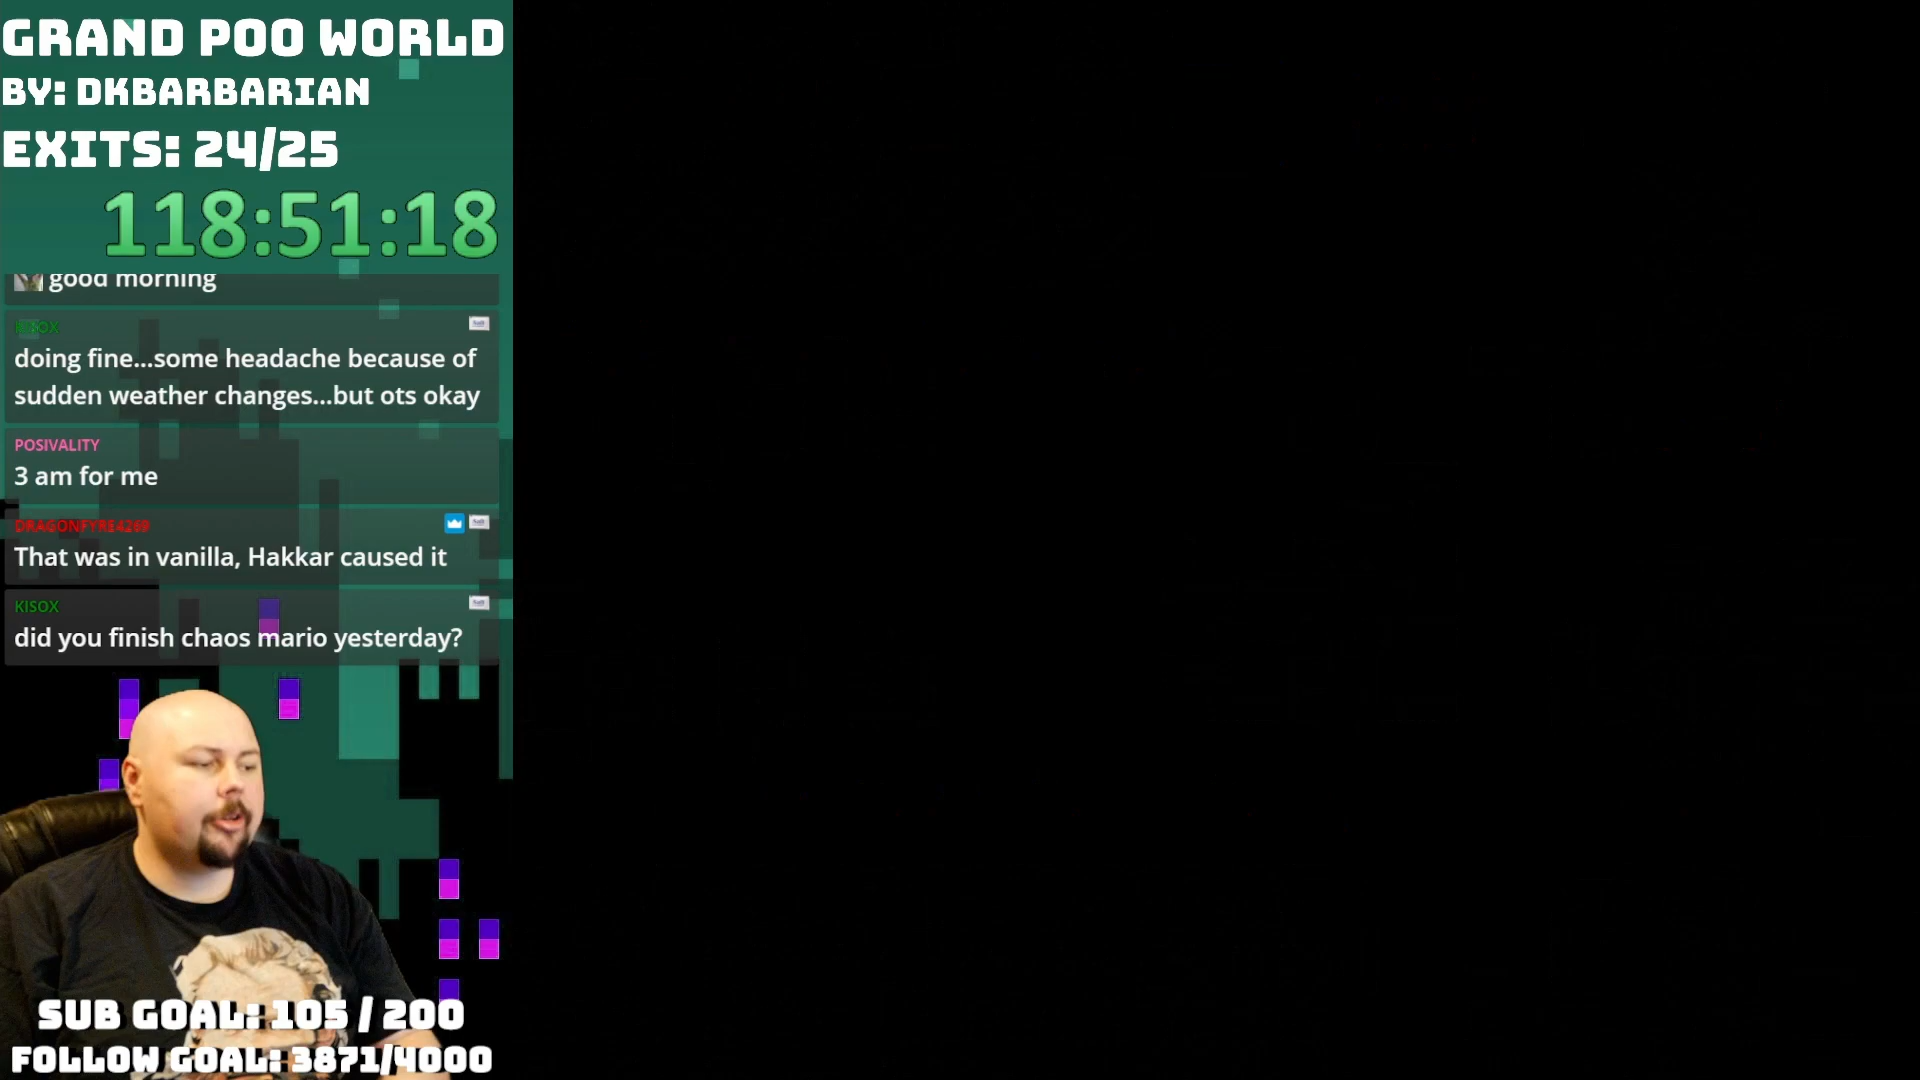 GRAND POO WORLD
BY: DKBARBARIAN
EXITS: 24/25
118:51:18
good morning
KISOX
doing fine...some headache because of
sudden weather changes...but ots okay
POSIVALITY
3 am for me
DRAGONFYRE4269
That was in vanilla, Hakkar caused it
KISOX
did you finish chaos mario yesterday?
SUB GOAL: 105 / 200
FOLLOW GOAL: 3871/4000